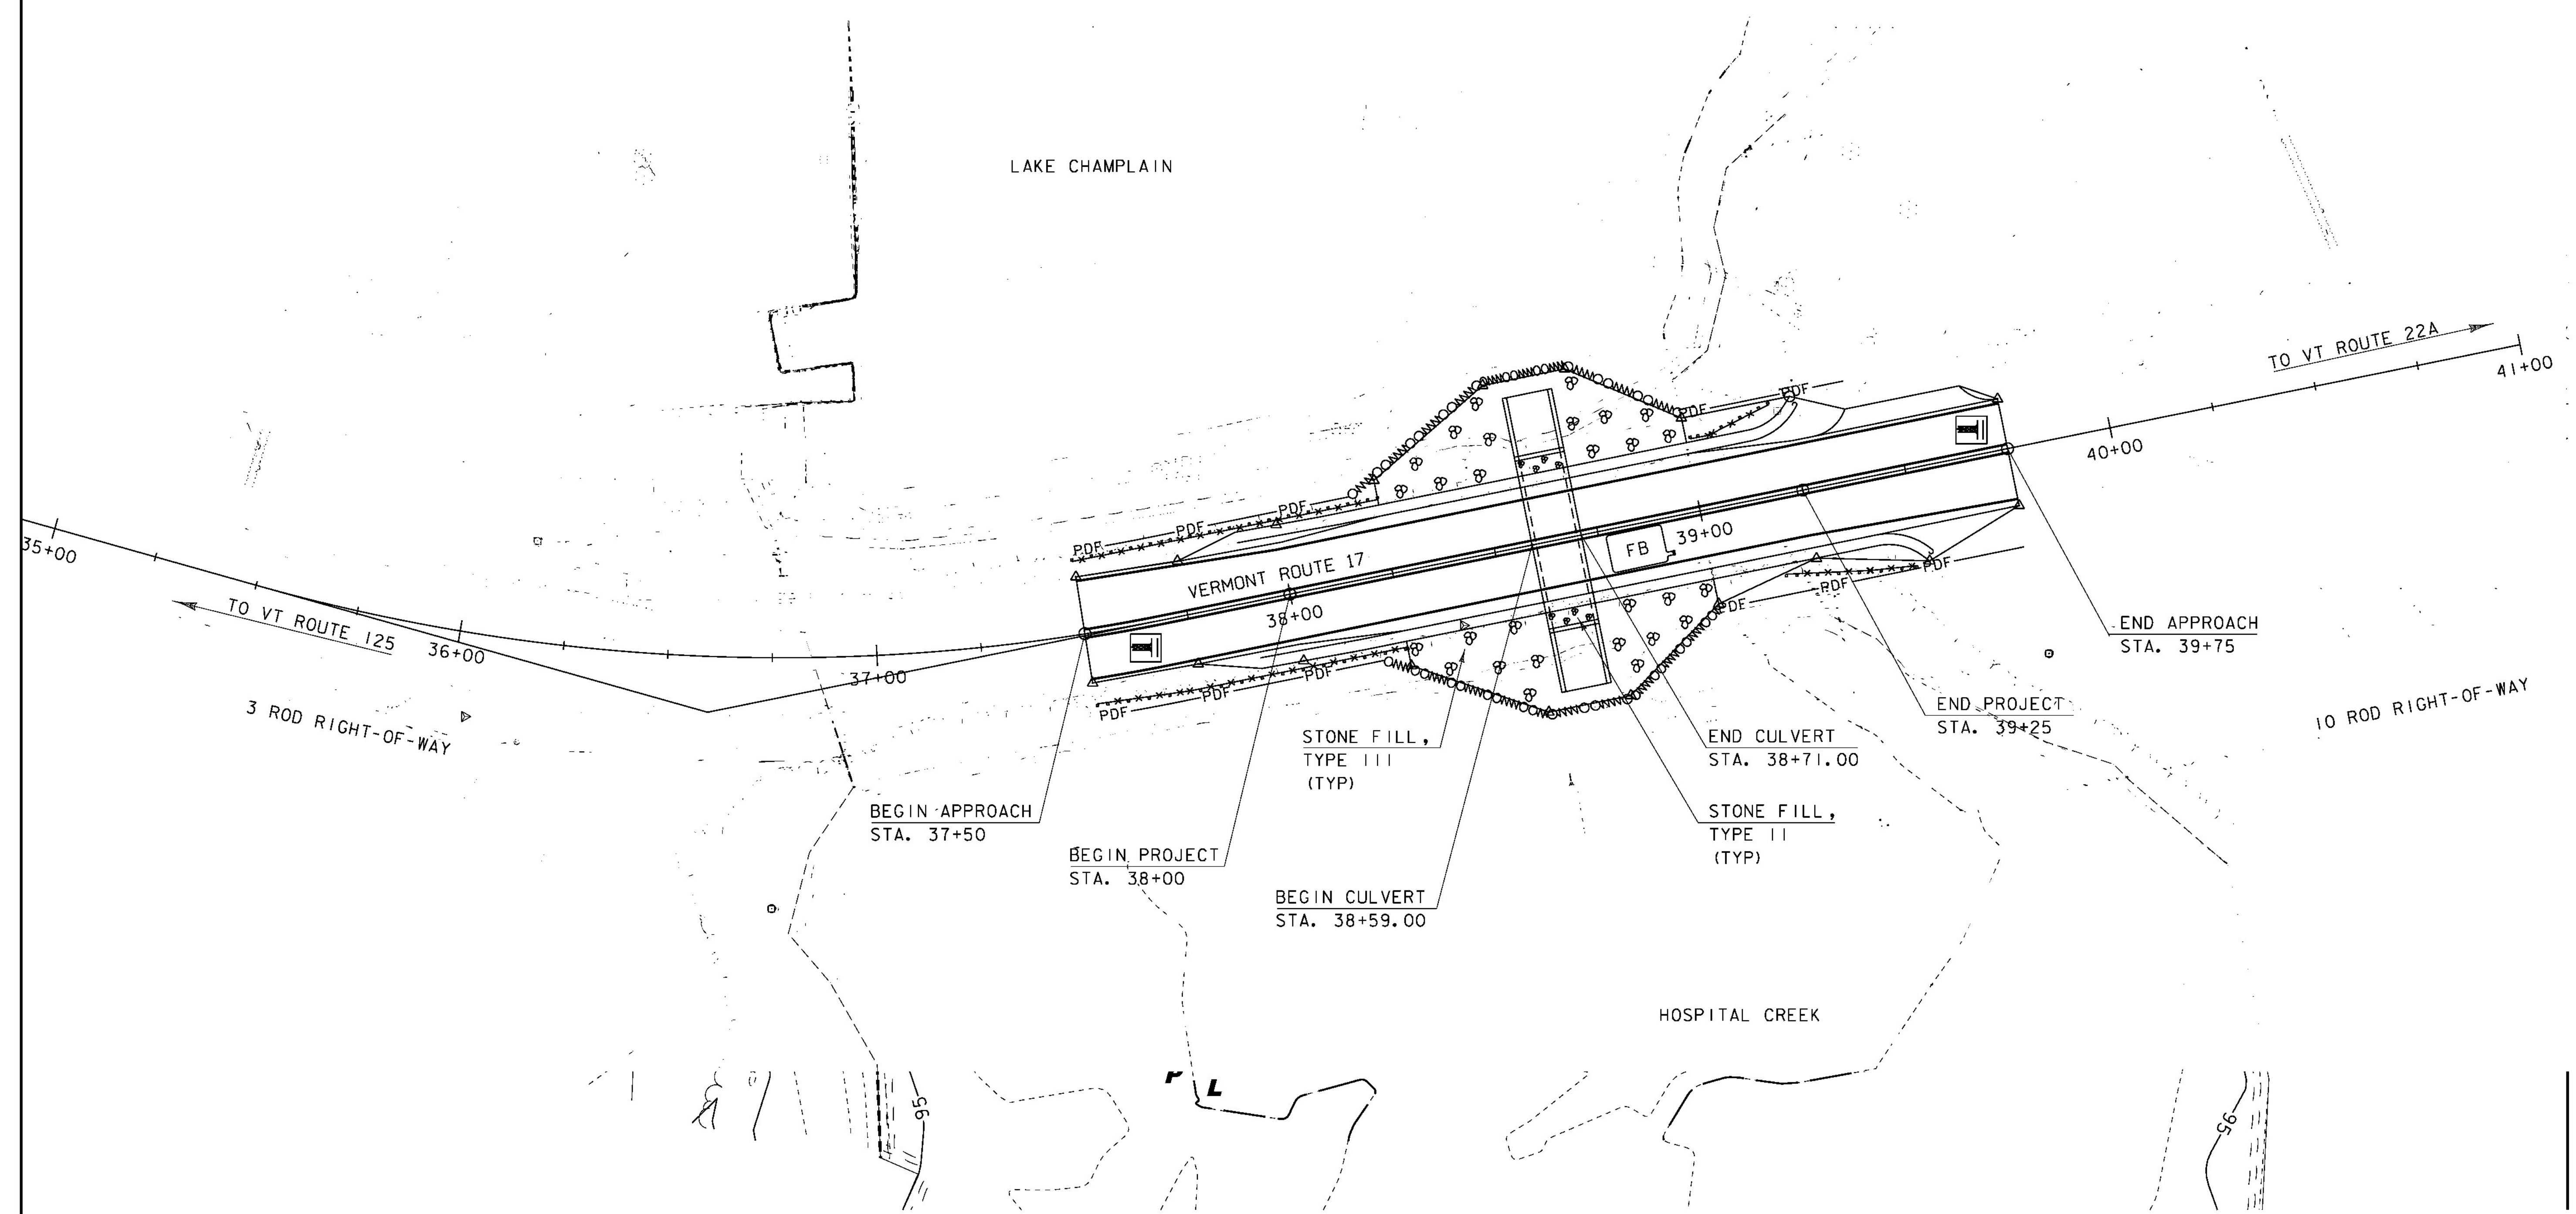 LAKE CHAMPLAIN
TO VT ROUTE 22A
41+00
40+00
PDF
PDF
35+00
TO VT ROUTE 125
36+00
37+00
3 ROD RIGHT-OF-WAY
PDF
PDF
PDF
VERMONT ROUTE 17
38+00
FB
39+00
PDF
PDF
PDF
PDF
PDF
PDF
END APPROACH
STA. 39+75
END PROJECT
STA. 39+25
10 ROD RIGHT-OF-WAY
STONE FILL,
TYPE III
(TYP)
END CULVERT
STA. 38+71.00
BEGIN APPROACH
STA. 37+50
STONE FILL,
TYPE II
(TYP)
BEGIN PROJECT
STA. 38+00
BEGIN CULVERT
STA. 38+59.00
HOSPITAL CREEK
P L
95
95